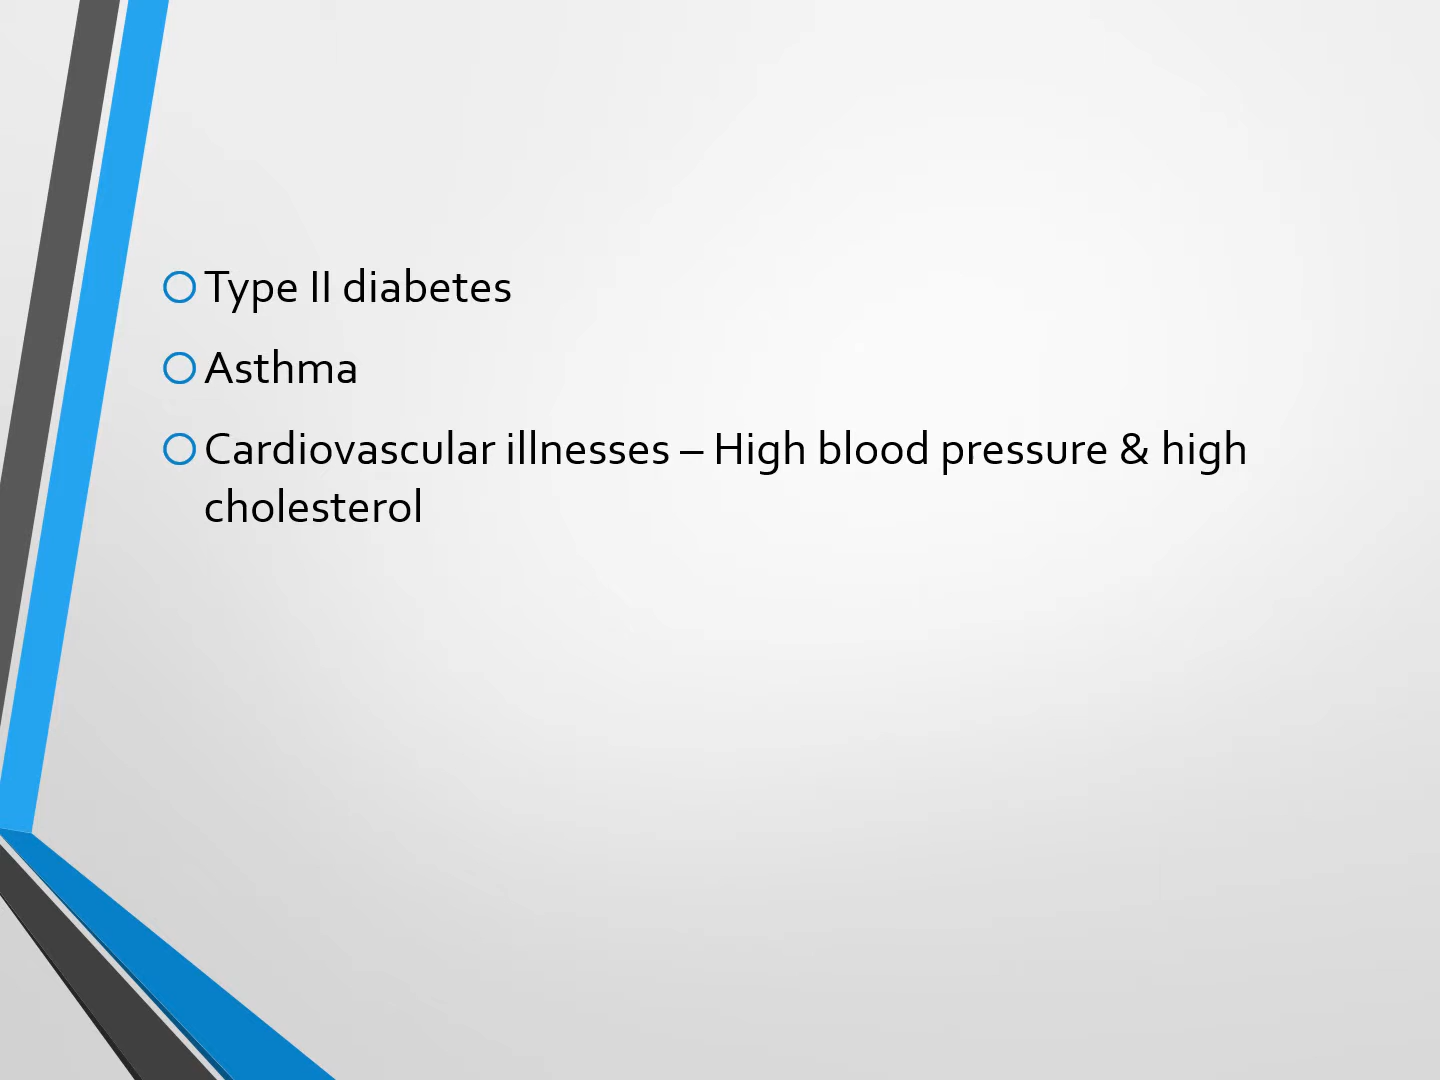 Type II diabetes
Asthma
Cardiovascular illnesses – High blood pressure & high
cholesterol